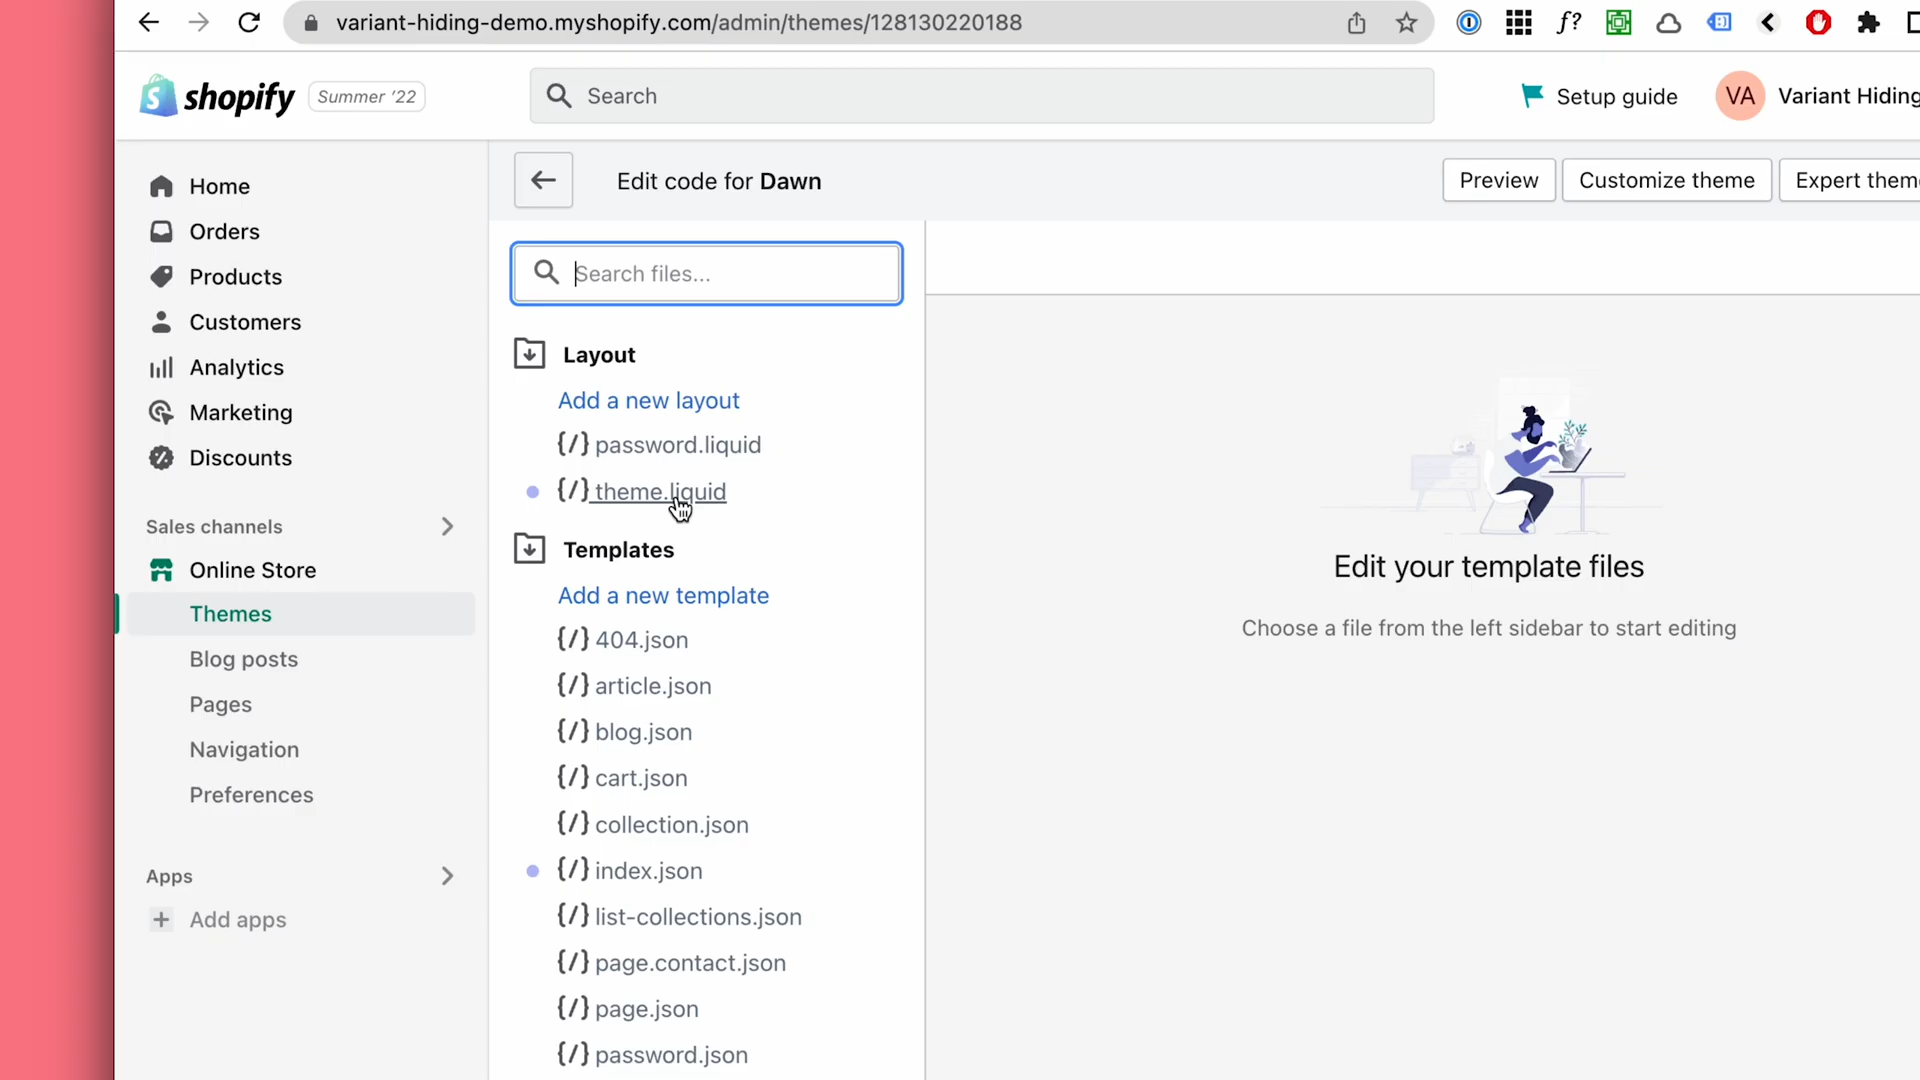 variant-hiding-demo.myshopify.com/admin/themes/128130220188
f?
shopify
Summer '22
Search
Setup guide
VA
Variant Hiding
Home
Orders
Products
Customers
Analytics
Marketing
Discounts
Sales channels
Online Store
Themes
Blog posts
Pages
Navigation
Preferences
Apps
Add apps
Edit code for Dawn
Preview
Customize theme
Expert them
Search files...
Layout
Add a new layout
{/} password.liquid
{/} theme.liquid
Templates
Add a new template
{/} 404.json
{/} article.json
{/} blog.json
{/} cart.json
{/} collection.json
{/} index.json
{/} list-collections.json
{/} page.contact.json
{/} page.json
{/} password.json
Edit your template files
Choose a file from the left sidebar to start editing